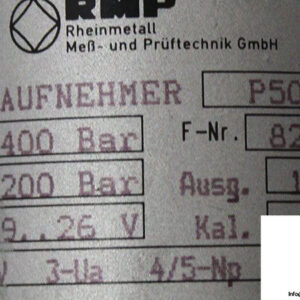 RMP
Rheinmetall
Meß- und Prüftechnik GmbH
AUFNEHMER P50
400 Bar F-Nr. 82
200 Bar Ausg. 1
9..26 V Kal.
3-Ua 4/5-Np